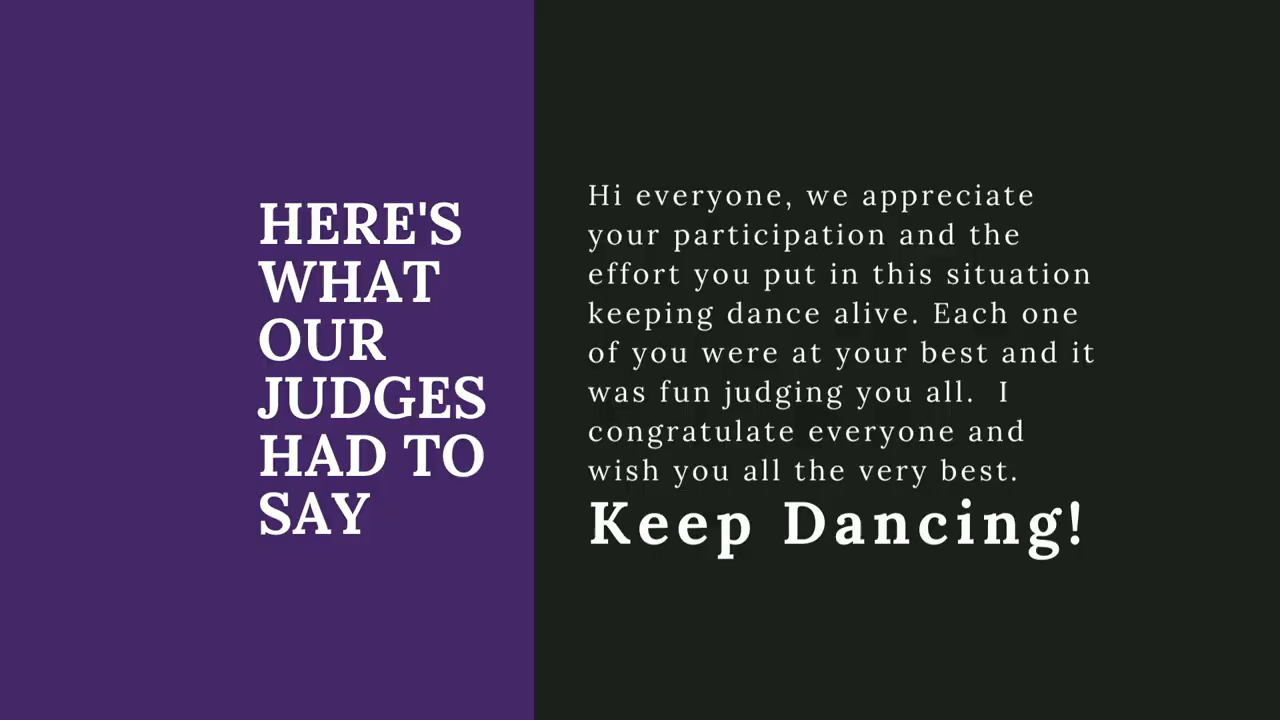 HERE'S
WHAT
OUR
JUDGES
HAD TO
SAY
Hi everyone, we appreciate
your participation and the
effort you put in this situation
keeping dance alive. Each one
of you were at your best and it
was fun judging you all.  I
congratulate everyone and
wish you all the very best.
Keep Dancing!